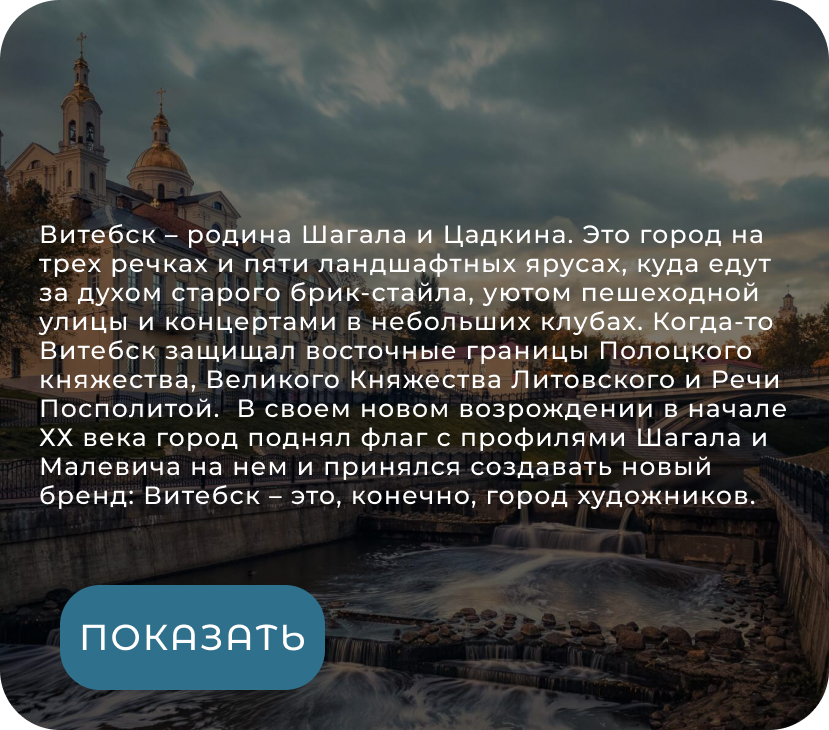 Витебск – родина Шагала и Цадкина. Это город на
трех речках и пяти ландшафтных ярусах, куда едут
за духом старого брик-стайла, уютом пешеходной
улицы и концертами в небольших клубах. Когда-то
Витебск защищал восточные границы Полоцкого
княжества, Великого Княжества Литовского и Речи
Посполитой.  В своем новом возрождении в начале
XX века город поднял флаг с профилями Шагала и
Малевича на нем и принялся создавать новый
бренд: Витебск – это, конечно, город художников.
ПОКАЗАТЬ